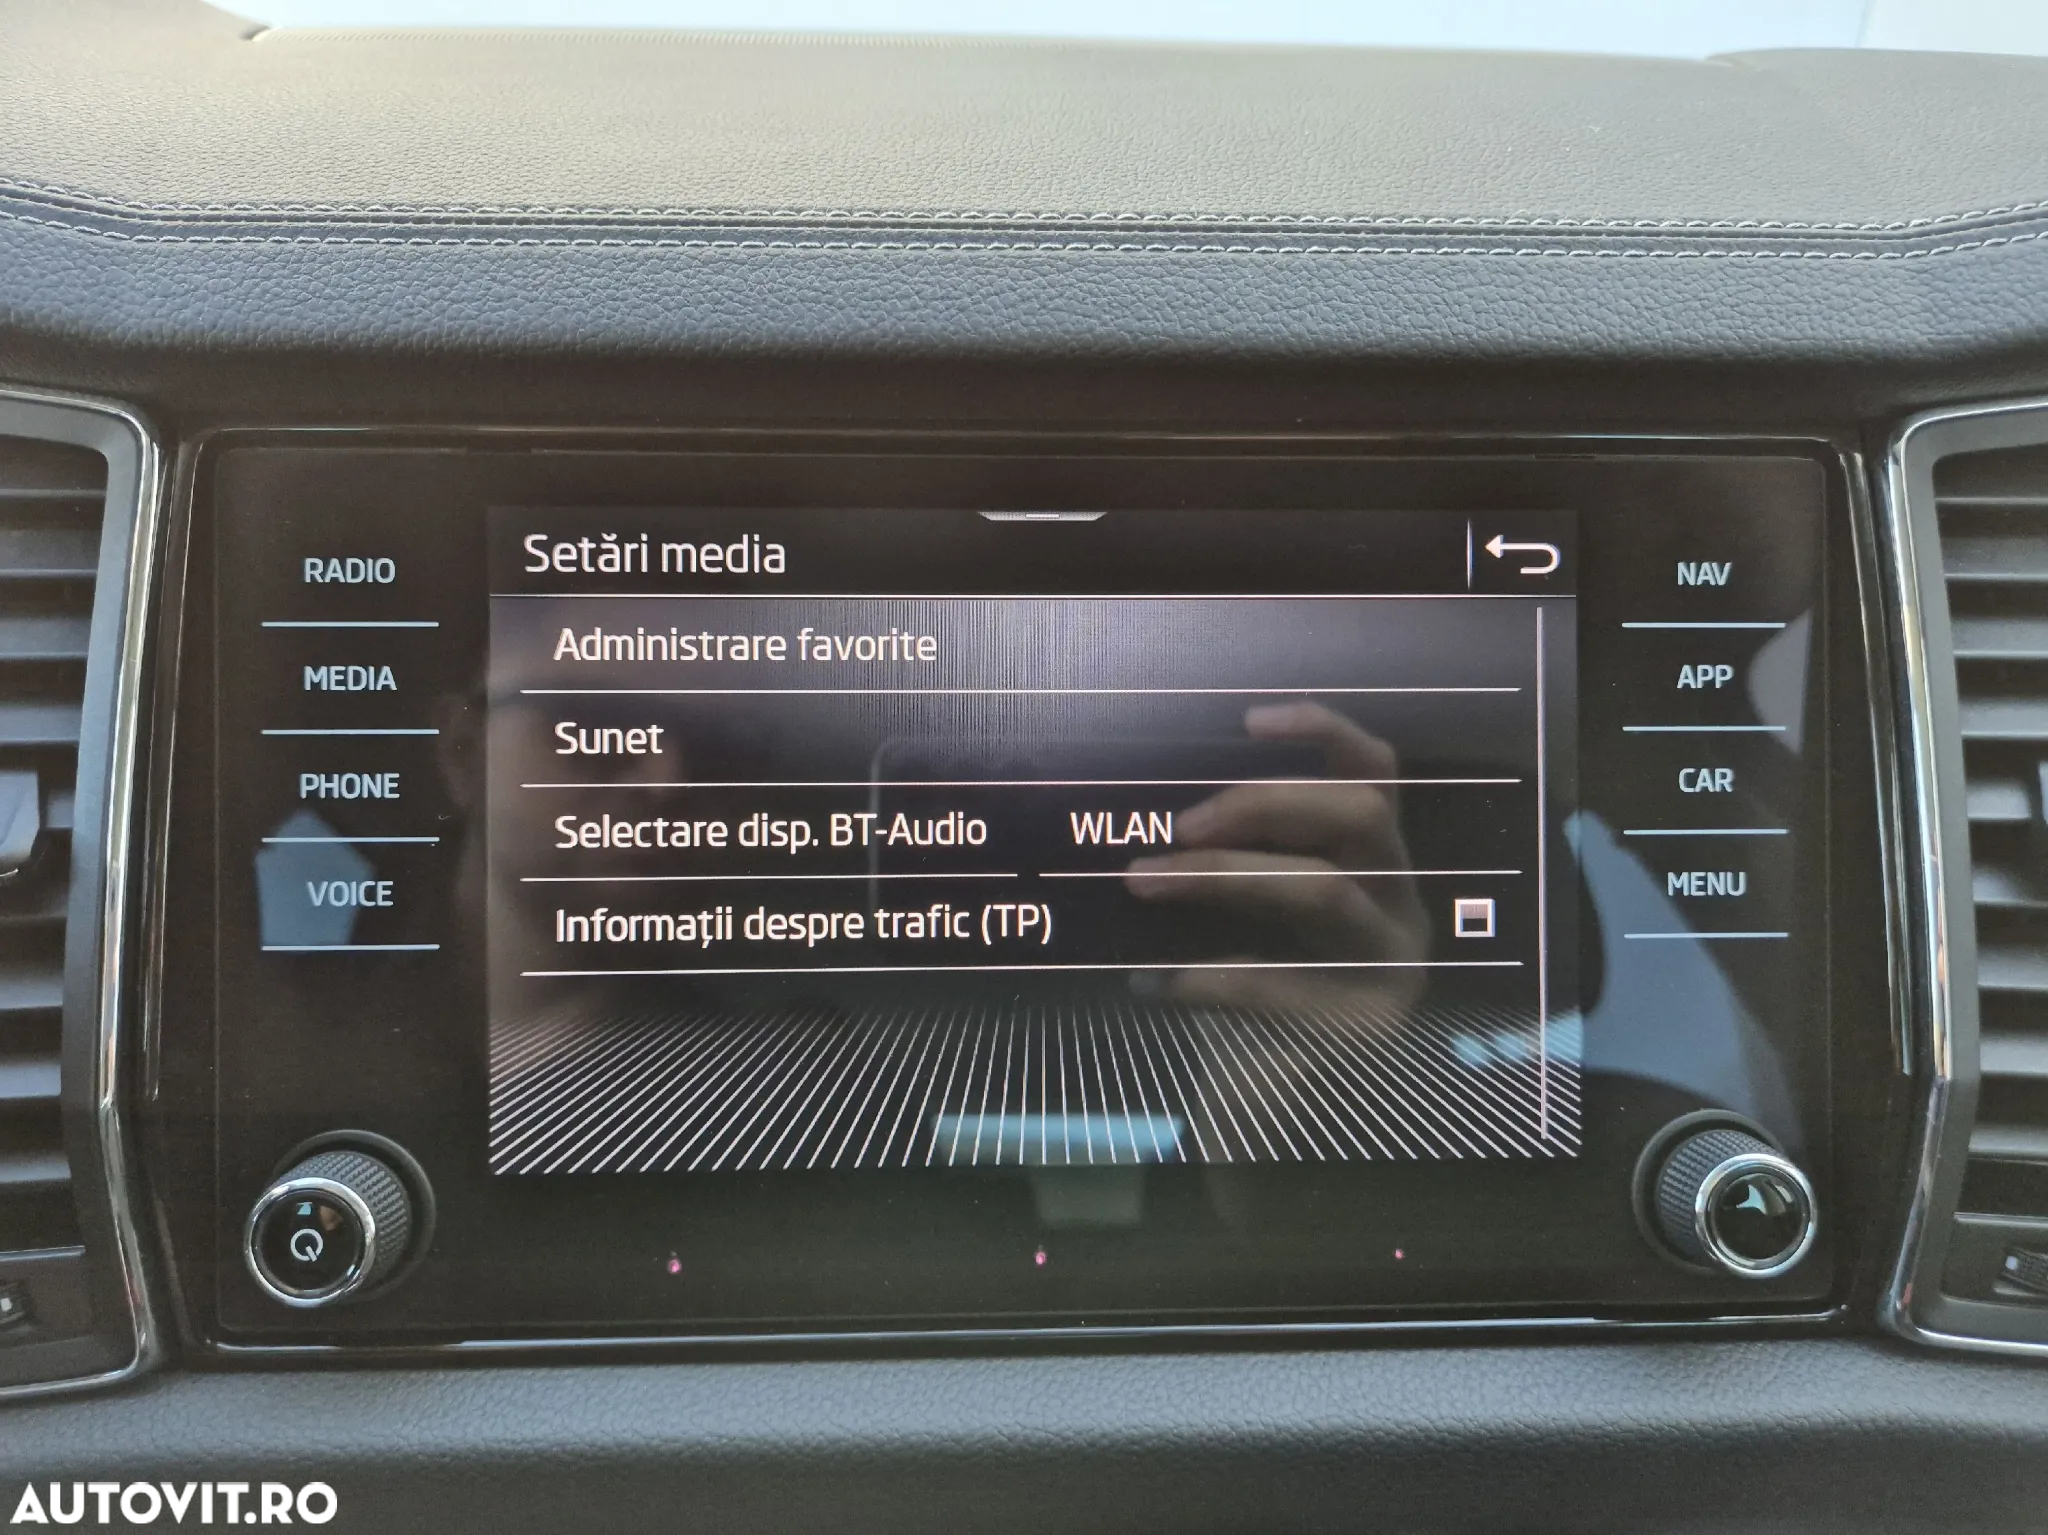 Setări media
RADIO
MEDIA
PHONE
VOICE
Administrare favorite
Sunet
Selectare disp. BT-Audio
WLAN
Informații despre trafic (TP)
NAV
APP
CAR
MENU
AUTOVIT.RO